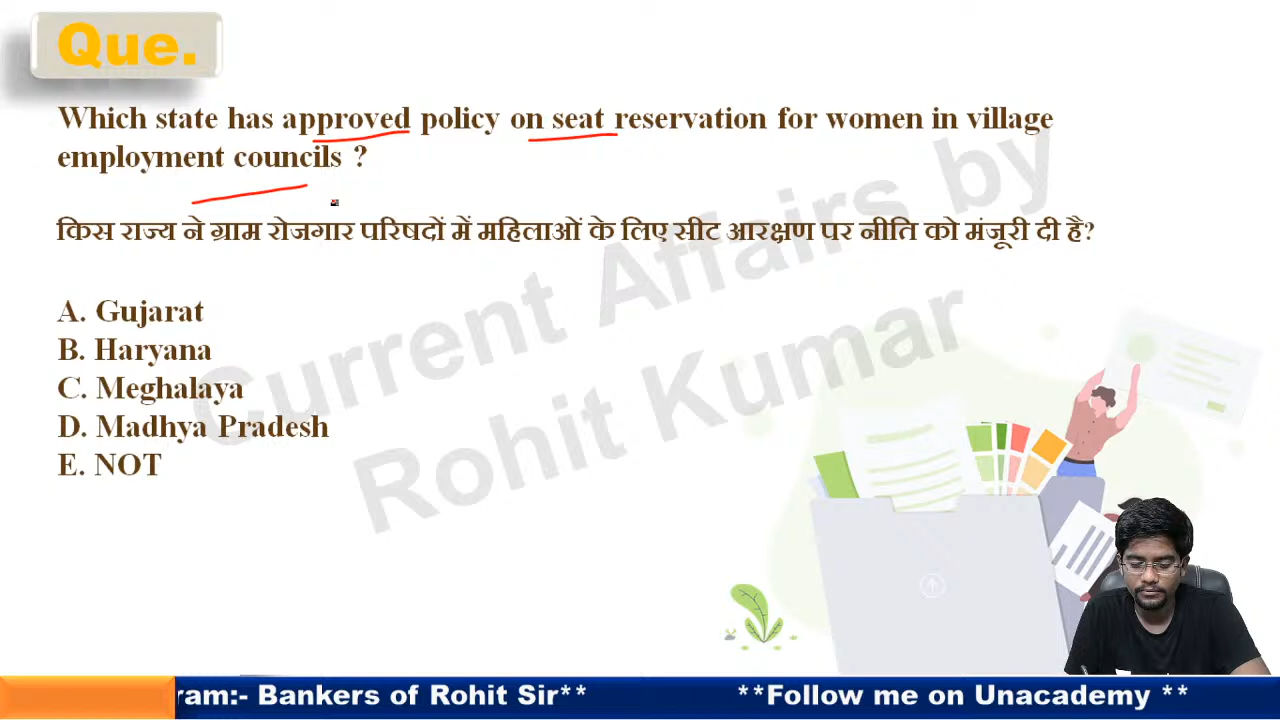 Que.
Which state has approved policy on seat reservation for women in village
employment councils ?
किस राज्य ने ग्राम रोजगार परिषदों में महिलाओं के लिए सीट आरक्षण पर नीति को मंजूरी दी है?
A. Gujarat
B. Haryana
C. Meghalaya
D. Madhya Pradesh
E. NOT
Current Affairs by
Rohit Kumar
ram:- Bankers of Rohit Sir** **Follow me on Unacademy **